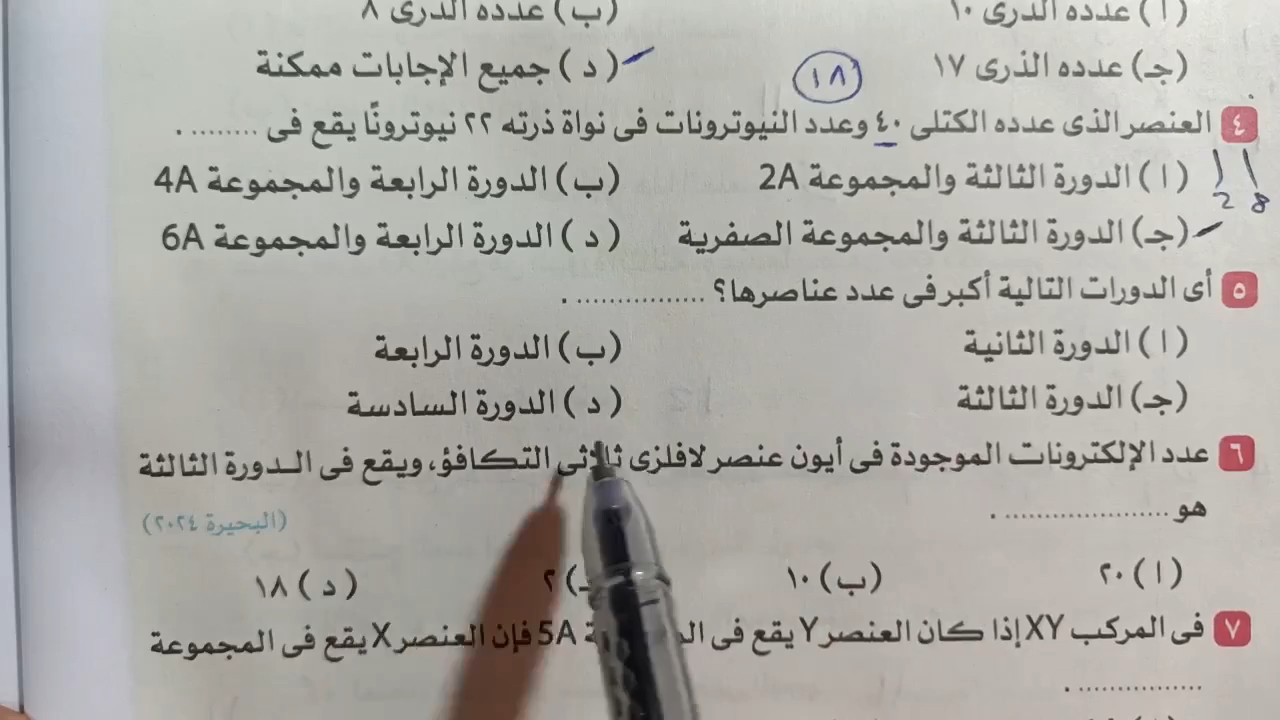 ( أ ) عدده الذرى ١٠ (ب) عدده الذرى ٨
(جـ) عدده الذرى ١٧ ( د ) جميع الإجابات ممكنة
١٨
٤ العنصر الذى عدده الكتلى ٤٠ وعدد النيوترونات فى نواة ذرته ٢٢ نيوترونًا يقع فى ......... .
( أ ) الدورة الثالثة والمجموعة 2A (ب) الدورة الرابعة والمجموعة 4A
2 8
(جـ) الدورة الثالثة والمجموعة الصفرية ( د ) الدورة الرابعة والمجموعة 6A
٥ أى الدورات التالية أكبر فى عدد عناصرها؟ ................. .
( أ ) الدورة الثانية (ب) الدورة الرابعة
(جـ) الدورة الثالثة ( د ) الدورة السادسة
٦ عدد الإلكترونات الموجودة فى أيون عنصر لافلزى ثلاثى التكافؤ، ويقع فى الـدورة الثالثة
هو ..................... .
(البحيرة ٢٠٢٤)
( أ ) ٢٠ (ب) ١٠ ٢ ( د ) ١٨
٧ فى المركب XY إذا كان العنصر Y يقع فى 5A فإن العنصر X يقع فى المجموعة
................ .